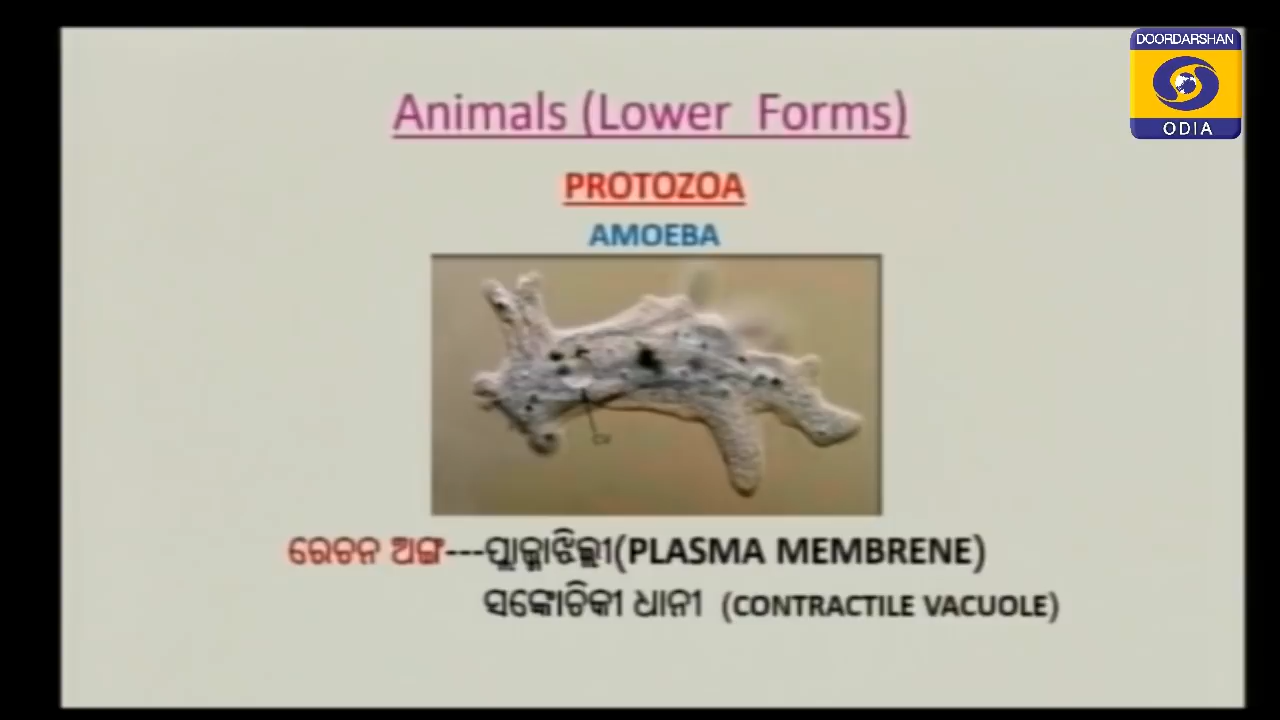 DOORDARSHAN
ODIA
Animals (Lower Forms)
PROTOZOA
AMOEBA
ରେଚନ ଅଙ୍ଗ---ପ୍ଲାଜ୍ମାଝିଲ୍ଲୀ(PLASMA MEMBRENE)
ସଙ୍କୋଚିକୀ ଧାନୀ (CONTRACTILE VACUOLE)